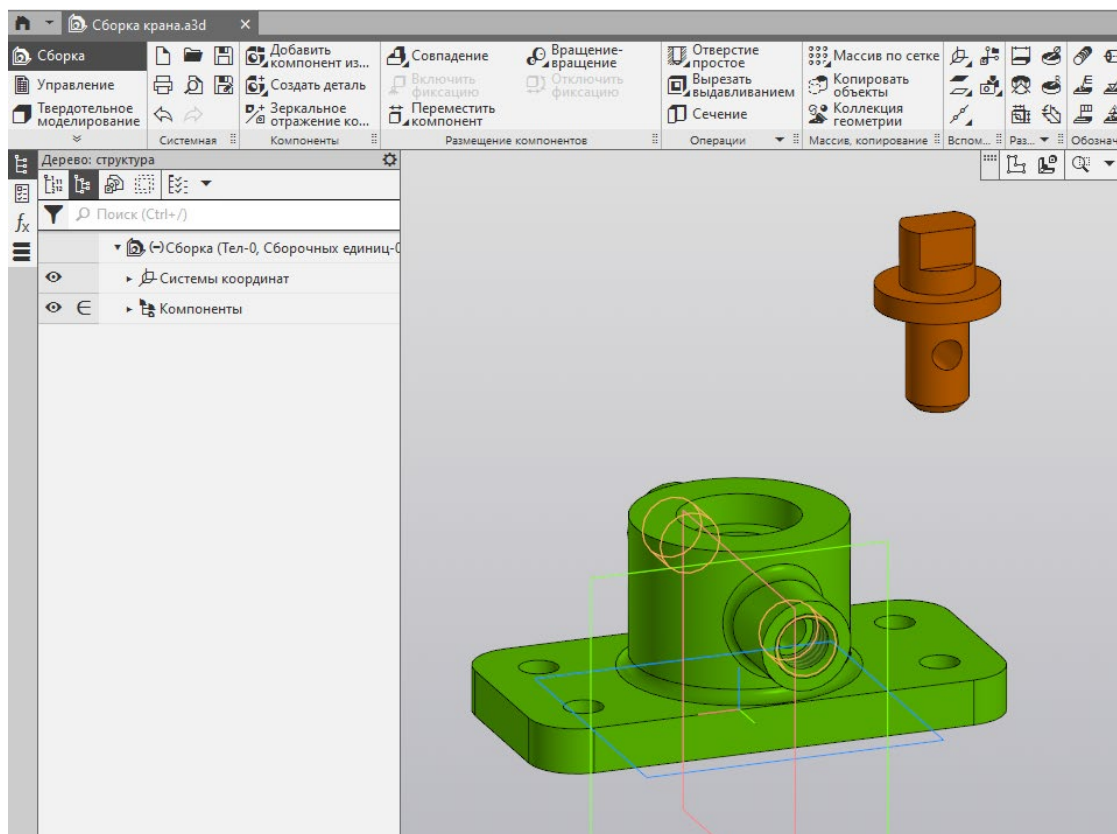 Сборка крана.a3d
Сборка
Управление
Твердотельное
моделирование
Системная
Добавить
компонент из...
Создать деталь
Зеркальное
отражение ко...
Компоненты
Совпадение
Включить
фиксацию
Переместить
компонент
Вращение-
вращение
Отключить
фиксацию
Размещение компонентов
Отверстие
простое
Вырезать
выдавливанием
Сечение
Операции
Массив по сетке
Копировать
объекты
Коллекция
геометрии
Массив, копирование
Вспом...
Раз...
Обознач
Дерево: структура
Поиск (Ctrl+/)
(-)Сборка (Тел-0, Сборочных единиц-0
Системы координат
Компоненты